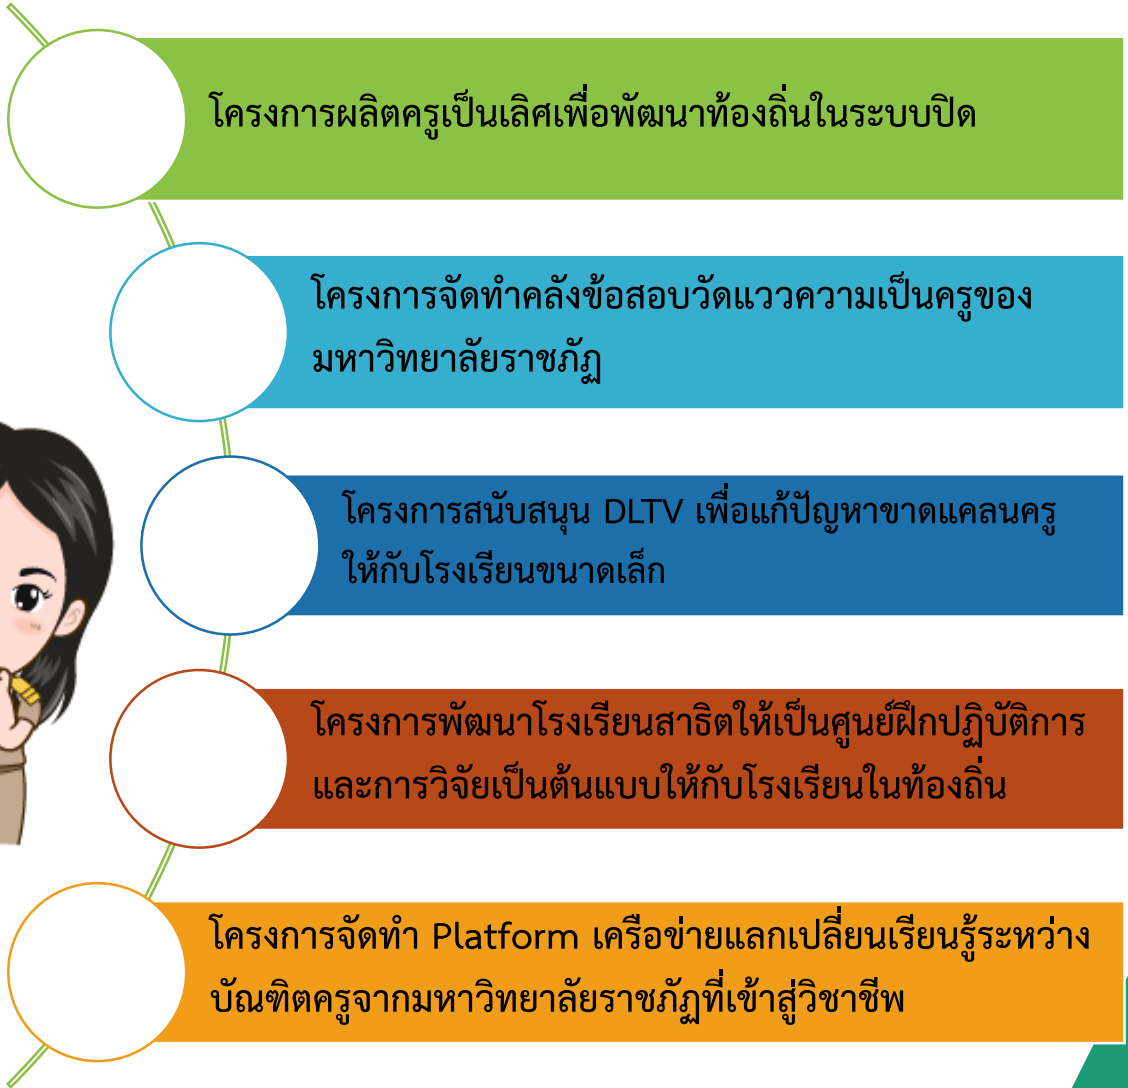 โครงการผลิตครูเป็นเลิศเพื่อพัฒนาท้องถิ่นในระบบปิด
โครงการจัดทำคลังข้อสอบวัดแววความเป็นครูของ
มหาวิทยาลัยราชภัฏ
โครงการสนับสนุน DLTV เพื่อแก้ปัญหาขาดแคลนครู
ให้กับโรงเรียนขนาดเล็ก
โครงการพัฒนาโรงเรียนสาธิตให้เป็นศูนย์ฝึกปฏิบัติการ
และการวิจัยเป็นต้นแบบให้กับโรงเรียนในท้องถิ่น
โครงการจัดทำ Platform เครือข่ายแลกเปลี่ยนเรียนรู้ระหว่าง
บัณฑิตครูจากมหาวิทยาลัยราชภัฏที่เข้าสู่วิชาชีพ